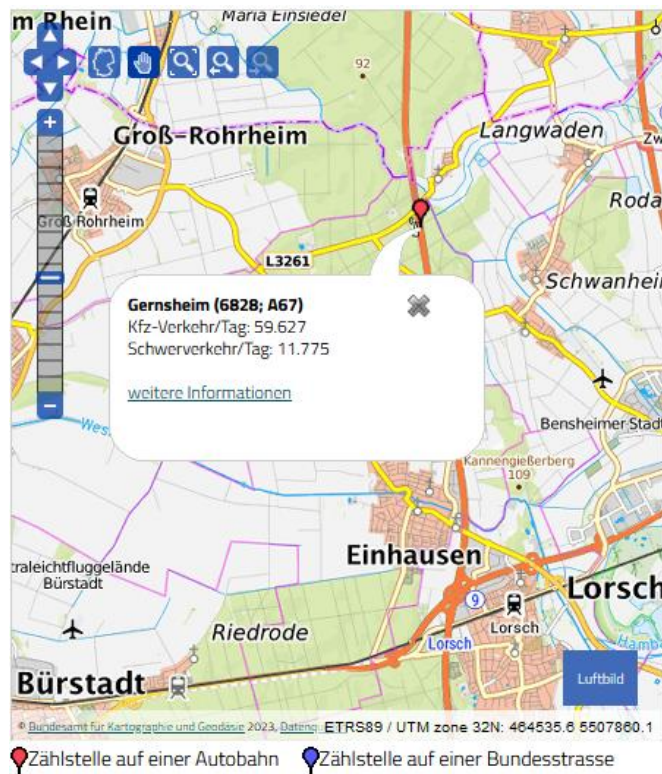 m Rhein
Maria Einsiedel
92
Groß-Rohrheim
Langwaden
Groß Rohrheim
L3261
Schwanhei
Gernsheim (6828; A67)
Kfz-Verkehr/Tag: 59.627
Schwerverkehr/Tag: 11.775
weitere Informationen
Bensheimer Stadt
Kannengießerberg
109
Einhausen
traleichtfluggelände
Bürstadt
9
Lorsch
Lorsch
Lorsch
Riedrode
Bürstadt
Luftbild
© Bundesamt für Kartographie und Geodäsie 2023, Datenq
ETRS89 / UTM zone 32N: 464535.6 5507860.1
Zählstelle auf einer Autobahn
Zählstelle auf einer Bundesstrasse